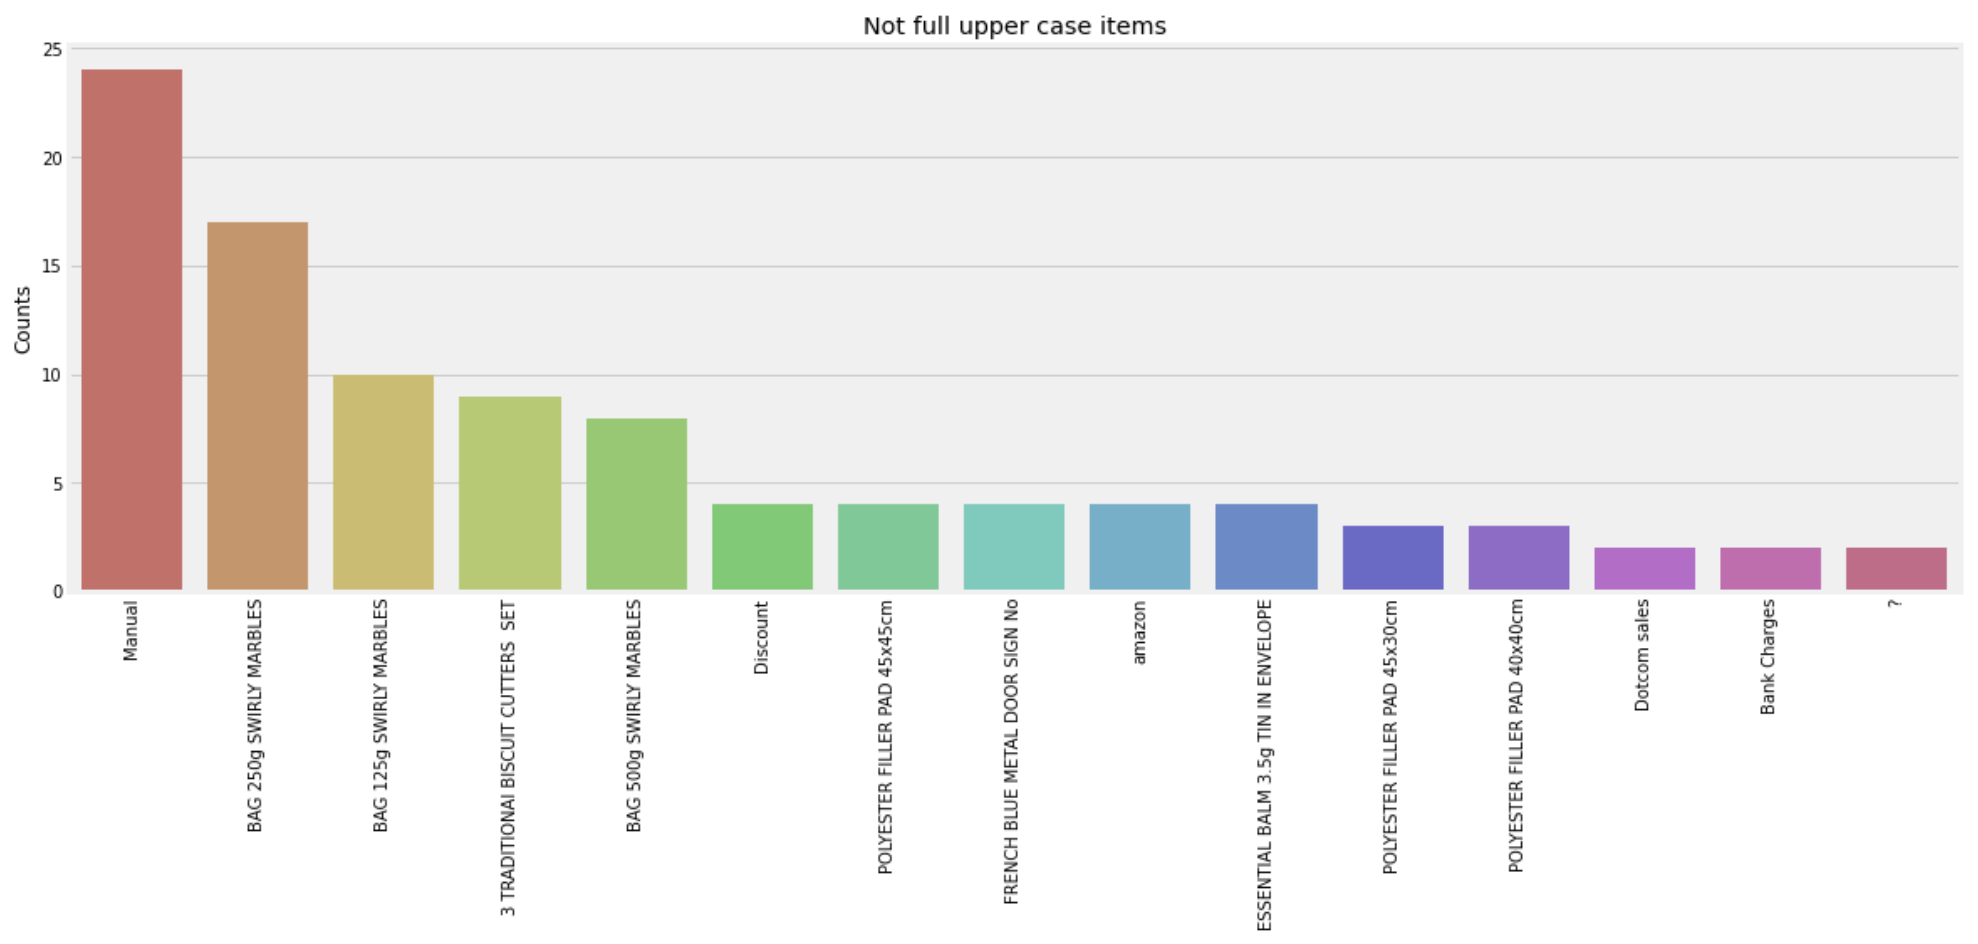 Not full upper case items
Counts
25
20
15
10
5
0
Manual
BAG 250g SWIRLY MARBLES
BAG 125g SWIRLY MARBLES
3 TRADITIONAl BISCUIT CUTTERS  SET
BAG 500g SWIRLY MARBLES
Discount
POLYESTER FILLER PAD 45x45cm
FRENCH BLUE METAL DOOR SIGN No
amazon
ESSENTIAL BALM 3.5g TIN IN ENVELOPE
POLYESTER FILLER PAD 45x30cm
POLYESTER FILLER PAD 40x40cm
Dotcom sales
Bank Charges
?